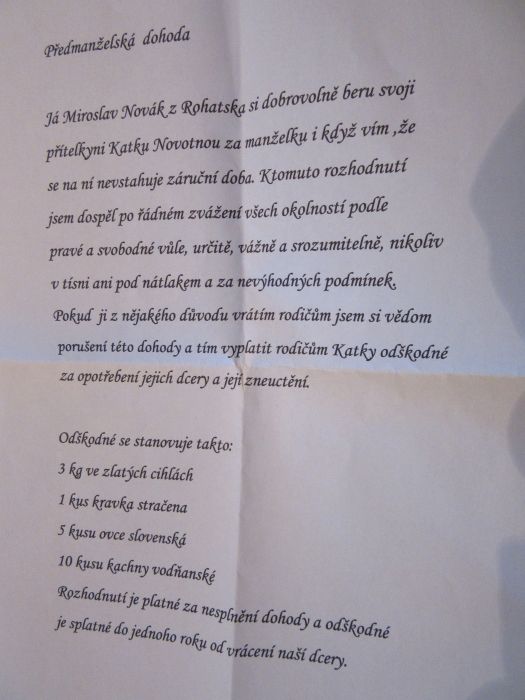 Předmanželská dohoda
Já Miroslav Novák z Rohatska si dobrovolně beru svoji
přítelkyni Katku Novotnou za manželku i když vím ,že
se na ní nevstahuje záruční doba. Ktomuto rozhodnutí
jsem dospěl po řádném zvážení všech okolností podle
pravé a svobodné vůle, určitě, vážně a srozumitelně, nikoliv
v tísni ani pod nátlakem a za nevýhodných podmínek.
Pokud ji z nějakého důvodu vrátím rodičům jsem si vědom
porušení této dohody a tím vyplatit rodičům Katky odškodné
za opotřebení jejich dcery a její zneuctění.
Odškodné se stanovuje takto:
3 kg ve zlatých cihlách
1 kus kravka stračena
5 kusu ovce slovenská
10 kusu kachny vodňanské
Rozhodnutí je platné za nesplnění dohody a odškodné
je splatné do jednoho roku od vrácení naší dcery.